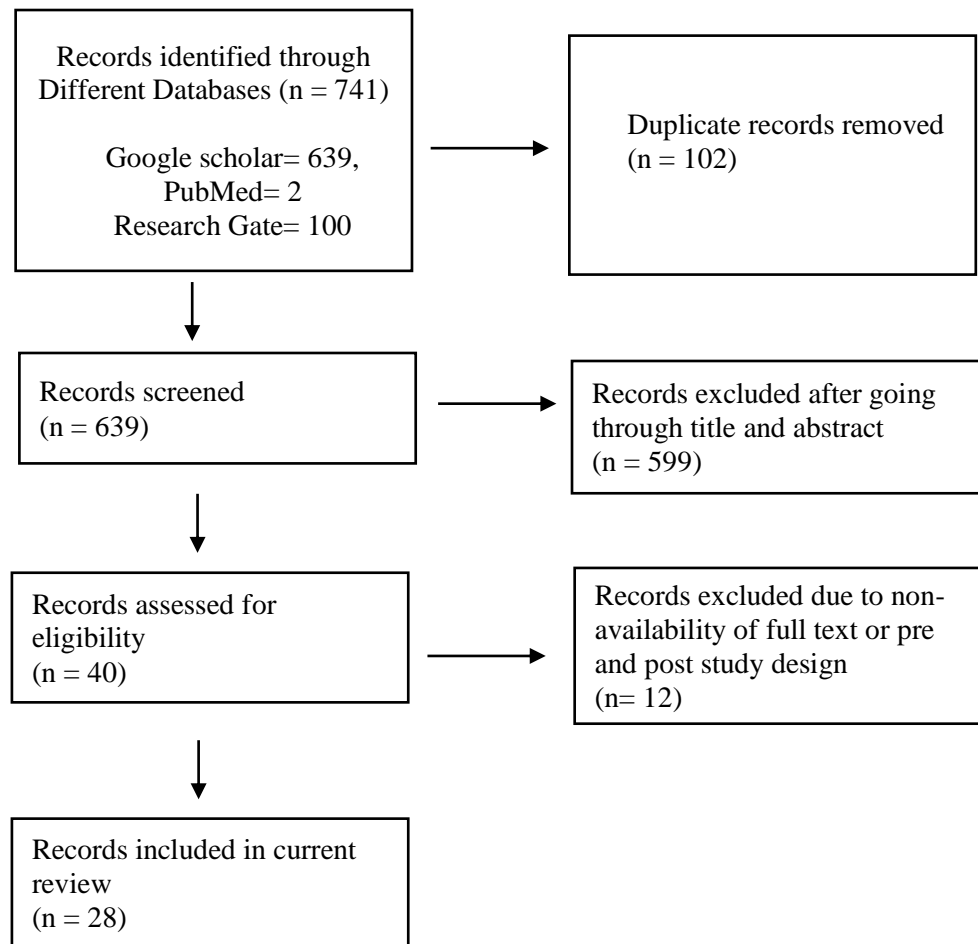 Records identified through
Different Databases (n = 741)
Google scholar= 639,
PubMed= 2
Research Gate= 100
Duplicate records removed
(n = 102)
Records screened
(n = 639)
Records excluded after going
through title and abstract
(n = 599)
Records assessed for
eligibility
(n = 40)
Records excluded due to non-
availability of full text or pre
and post study design
(n= 12)
Records included in current
review
(n = 28)